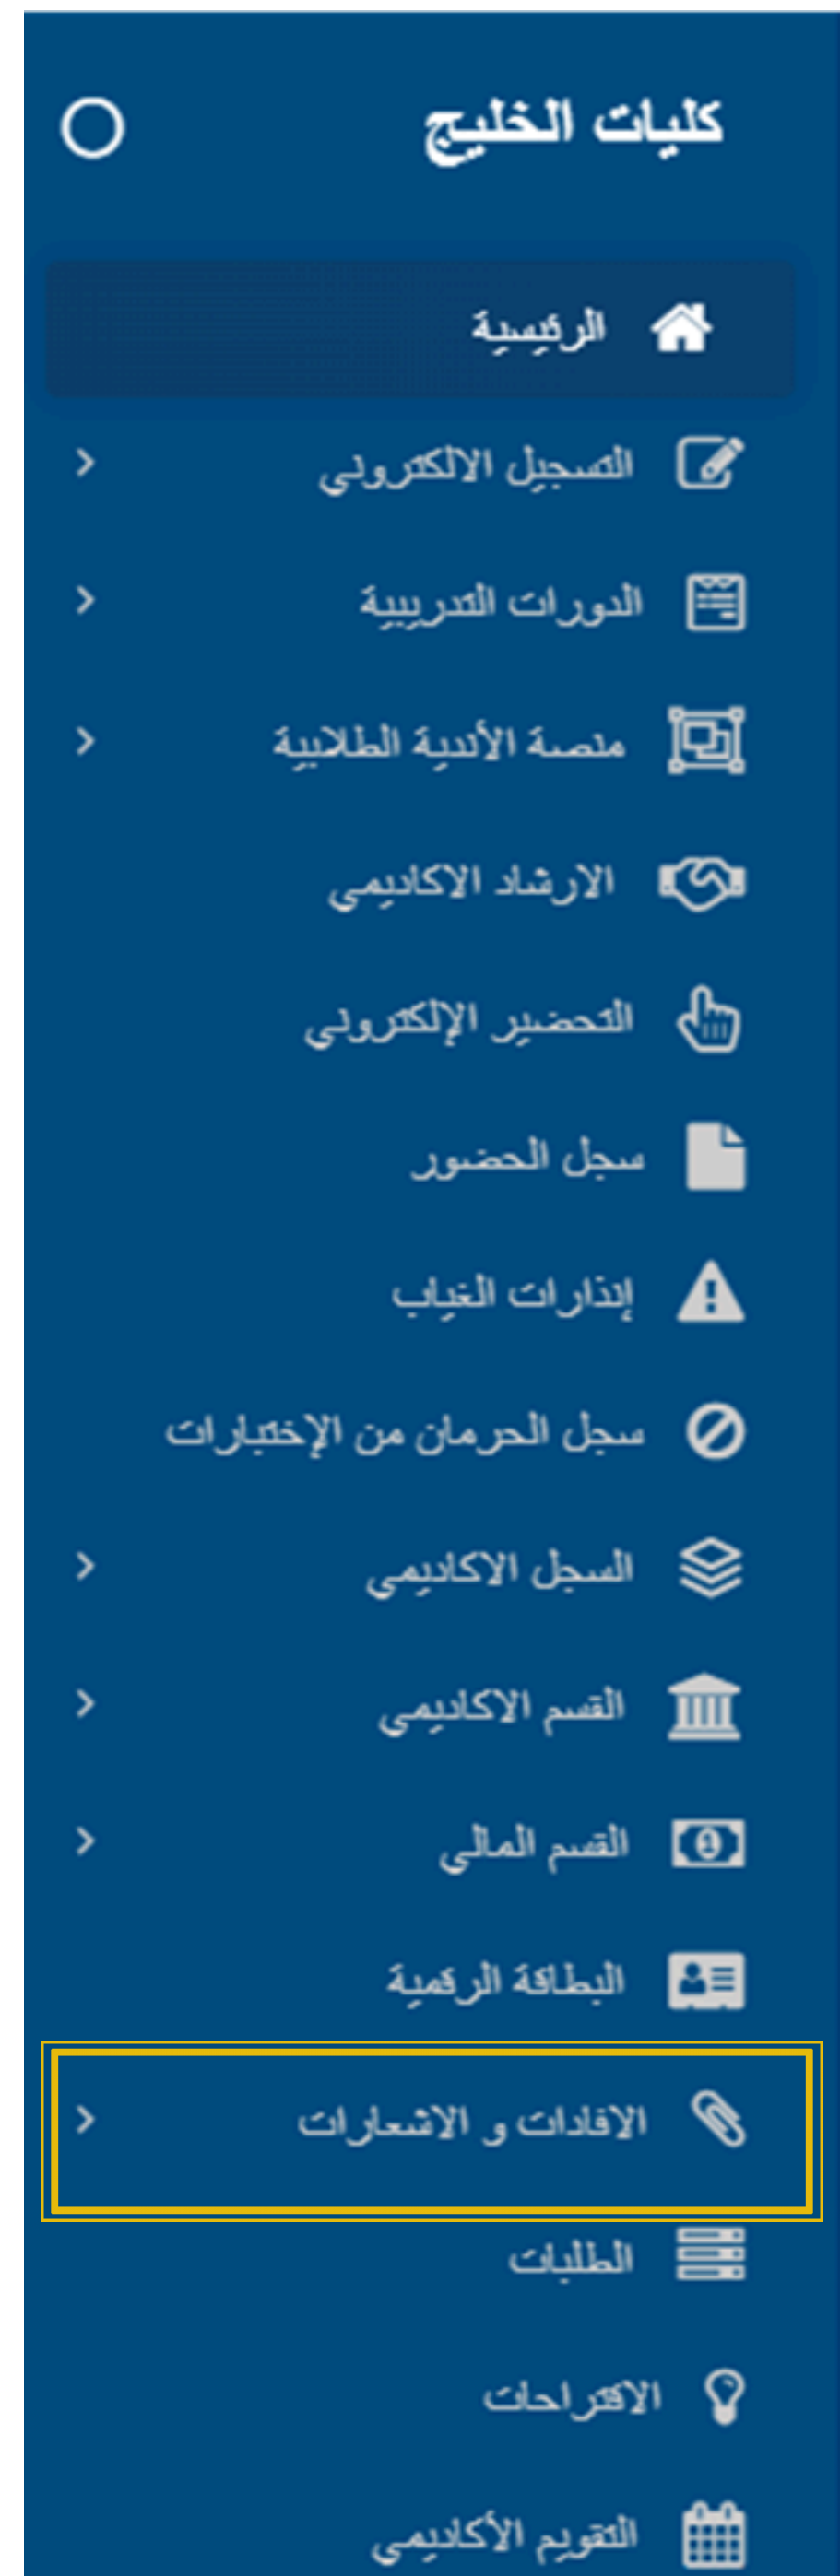 كليات الخليج
الرئيسية
التسجيل الالكتروني
الدورات التدريبية
منصة الأندية الطلابية
الارشاد الاكاديمي
التحضير الإلكتروني
سجل الحضور
إنذارات الغياب
سجل الحرمان من الإختبارات
السجل الاكاديمي
القسم الاكاديمي
القسم المالي
البطاقة الرقمية
الافادات و الاشعارات
الطلبات
الاقتراحات
التقويم الأكاديمي